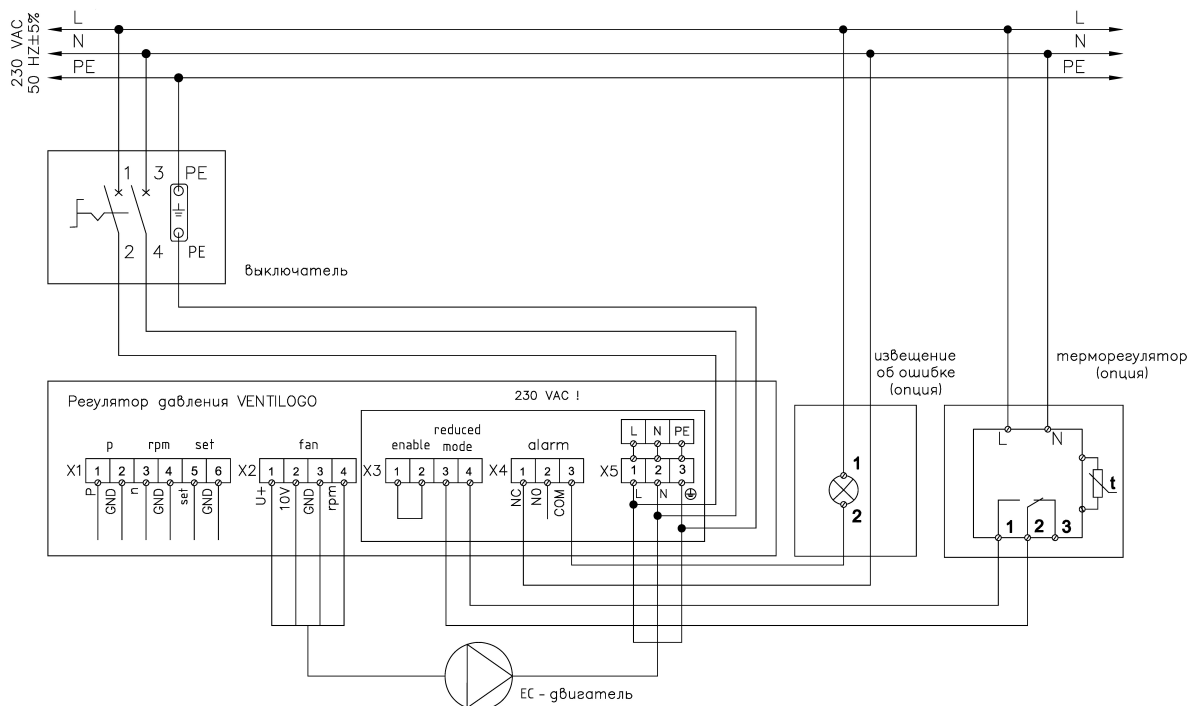 230 VAC
50 HZ±5%
L L
N N
PE PE
1 3 PE
2 4 PE
выключатель
извещение
об ошибке
(опция)
терморегулятор
(опция)
Регулятор давления VENTILOGO
230 VAC !
p rpm set
fan
enable
reduced
mode
alarm
L N PE
X1 1 2 3 4 5 6
X2 1 2 3 4
X3 1 2 3 4
X4 1 2 3
X5 1 2 3
P GND n GND set GND
U+ 10V GND rpm
NC NO COM
L N
1
2
L N
t
1 2 3
EC - двигатель